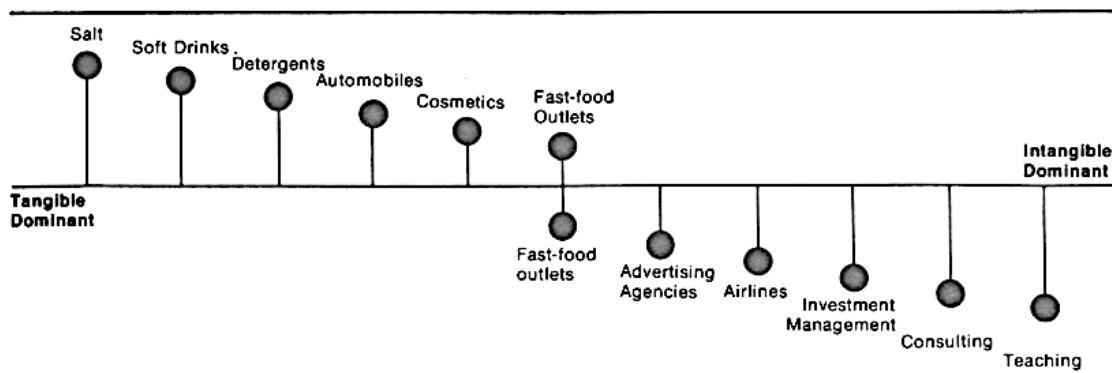 Salt
Soft Drinks
Detergents
Automobiles
Cosmetics
Fast-food
Outlets
Intangible
Dominant
Tangible
Dominant
Fast-food
outlets
Advertising
Agencies
Airlines
Investment
Management
Consulting
Teaching